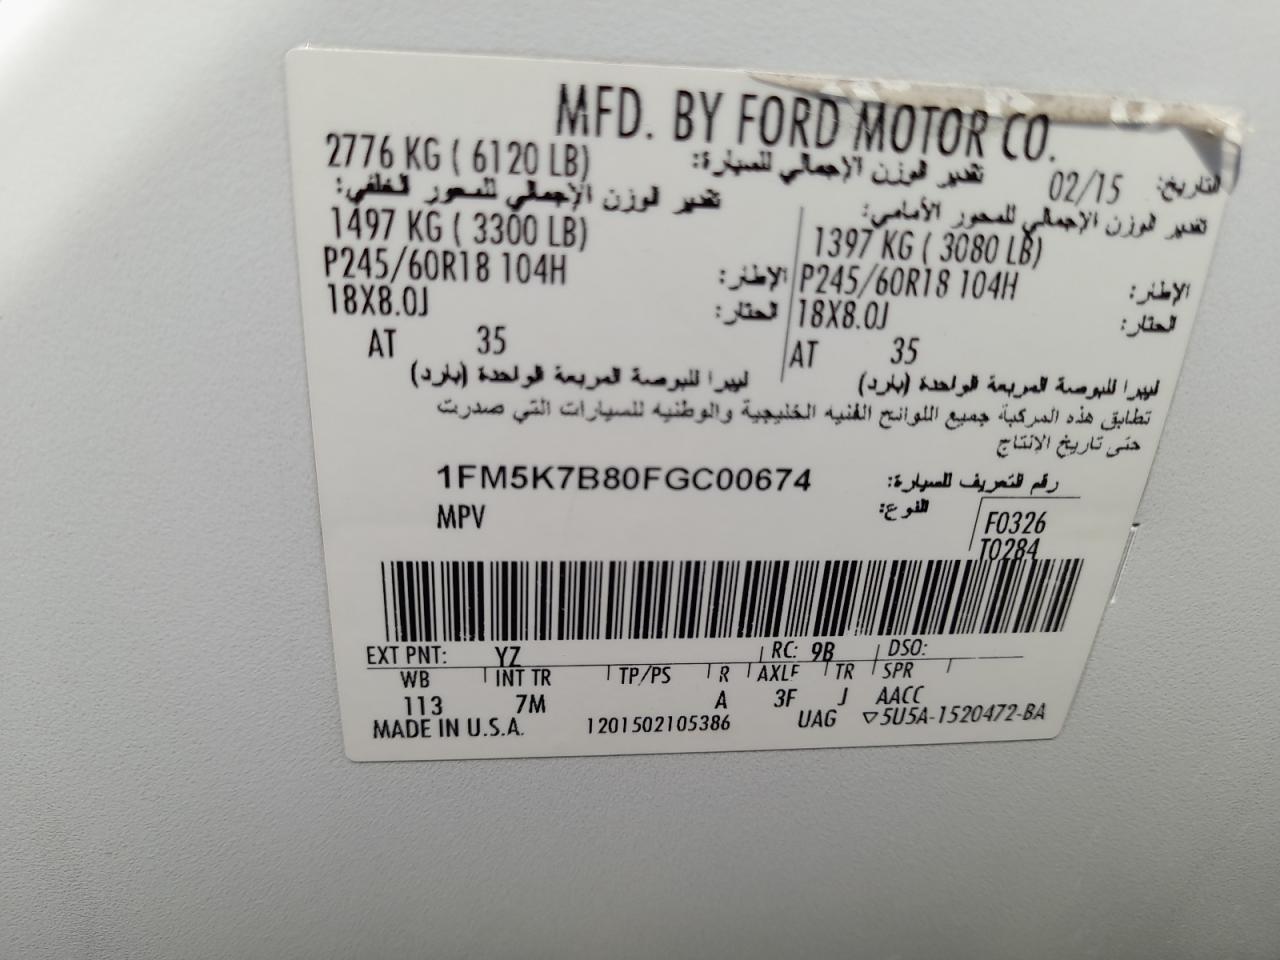 MFD. BY FORD MOTOR CO.
التاريخ: 02/15 تقدير الوزن الإجمالي للسيارة: 2776 KG ( 6120 LB)
تقدير الوزن الإجمالي للمحور الأمامي: تقدير الوزن الإجمالي للمحور الخلفي:
1397 KG ( 3080 LB) 1497 KG ( 3300 LB)
الإطار: P245/60R18 104H الإطار: P245/60R18 104H
الحتار: 18X8.0J الحتار: 18X8.0J
AT 35 AT 35
ليبرا للبوصة المربعة الواحدة (بارد) ليبرا للبوصة المربعة الواحدة (بارد)
تطابق هذه المركبة جميع اللوائح الفنيه الخليجية والوطنيه للسيارات التي صدرت
حتى تاريخ الإنتاج
رقم التعريف للسيارة: 1FM5K7B80FGC00674
النوع: MPV
F0326
T0284
EXT PNT: YZ RC: 9B DSO:
WB INT TR TP/PS R AXLE TR SPR
113 7M A 3F J AACC
MADE IN U.S.A. 1201502105386 UAG ▽5U5A-1520472-BA